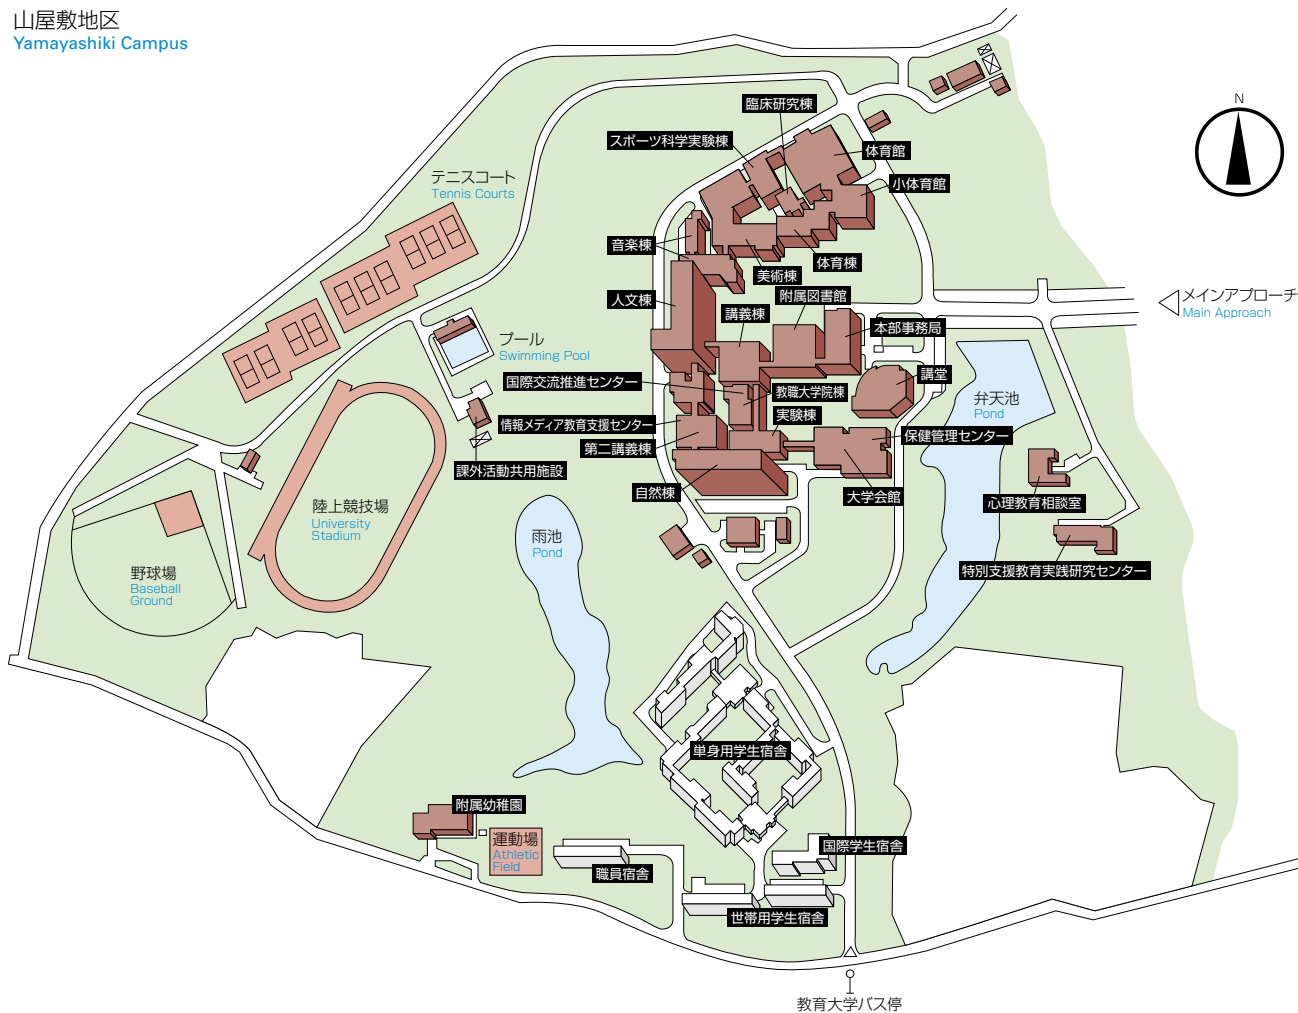 山屋敷地区
Yamayashiki Campus
N
臨床研究棟
スポーツ科学実験棟
体育館
小体育館
テニスコート
Tennis Courts
音楽棟
体育棟
美術棟
人文棟
附属図書館
メインアプローチ
Main Approach
講義棟
本部事務局
プール
Swimming Pool
国際交流推進センター
講堂
教職大学院棟
弁天池
Pond
実験棟
情報メディア教育支援センター
保健管理センター
第二講義棟
課外活動共用施設
自然棟
大学会館
心理教育相談室
陸上競技場
University
Stadium
雨池
Pond
特別支援教育実践研究センター
野球場
Baseball
Ground
単身用学生宿舎
附属幼稚園
運動場
Athletic
Field
国際学生宿舎
職員宿舎
世帯用学生宿舎
教育大学バス停